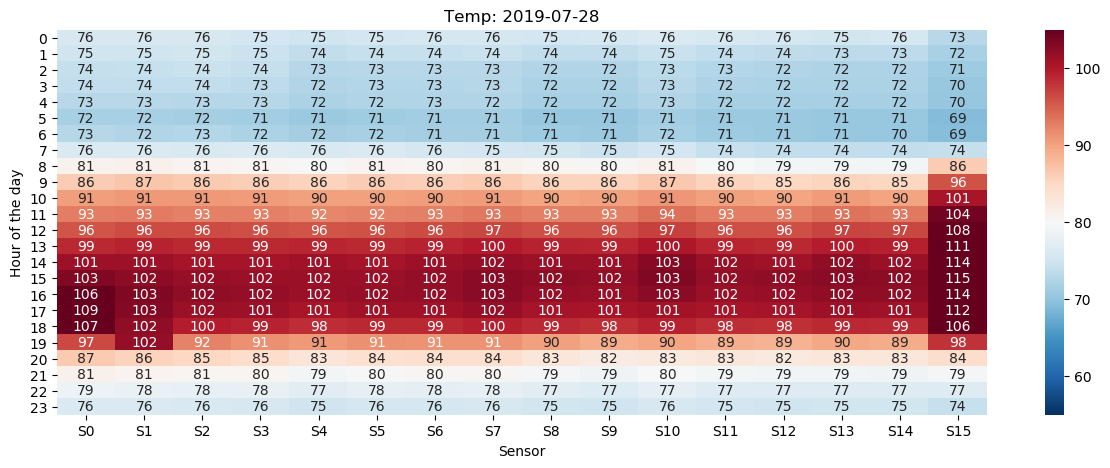 Temp: 2019-07-28
0 76 76 76 75 75 75 76 76 75 76 76 76 76 75 76 73
1 75 75 75 75 74 74 74 74 74 74 75 74 74 73 73 72
2 74 74 74 74 73 73 73 73 72 72 73 73 72 72 72 71
3 74 74 74 73 72 73 73 73 72 72 73 72 72 72 72 70
4 73 73 73 73 72 72 73 72 72 72 73 72 72 72 72 70
5 72 72 72 71 71 71 71 71 71 71 72 71 71 71 71 69
6 73 72 73 72 72 72 71 71 71 71 72 71 71 71 70 69
7 76 76 76 76 76 76 76 75 75 75 75 74 74 74 74 74
8 81 81 81 81 80 81 80 81 80 80 81 80 79 79 79 86
9 86 87 86 86 86 86 86 86 86 86 87 86 85 86 85 96
10 91 91 91 91 90 90 90 91 90 90 91 90 90 91 90 101
11 93 93 93 93 92 92 93 93 93 93 94 93 93 93 93 104
12 96 96 96 96 96 96 96 97 96 96 97 96 96 97 97 108
13 99 99 99 99 99 99 99 100 99 99 100 99 99 100 99 111
14 101 101 101 101 101 101 101 102 101 101 103 102 101 102 102 114
15 103 102 102 102 102 102 102 103 102 102 103 102 102 103 102 115
16 106 103 102 102 102 102 102 103 102 101 103 102 102 102 102 114
17 109 103 102 102 101 101 101 102 101 101 102 101 101 101 101 112
18 107 102 100 99 98 99 99 100 99 98 99 98 98 99 99 106
19 97 102 92 91 91 91 91 91 90 89 90 89 89 90 89 98
20 87 86 85 85 83 84 84 84 83 82 83 83 82 83 83 84
21 81 81 81 80 79 80 80 80 79 79 80 79 79 79 79 79
22 79 78 78 78 77 78 78 78 77 77 77 77 77 77 77 77
23 76 76 76 76 75 76 76 76 75 75 76 75 75 75 75 74
S0 S1 S2 S3 S4 S5 S6 S7 S8 S9 S10 S11 S12 S13 S14 S15
Sensor
Hour of the day
100
90
80
70
60